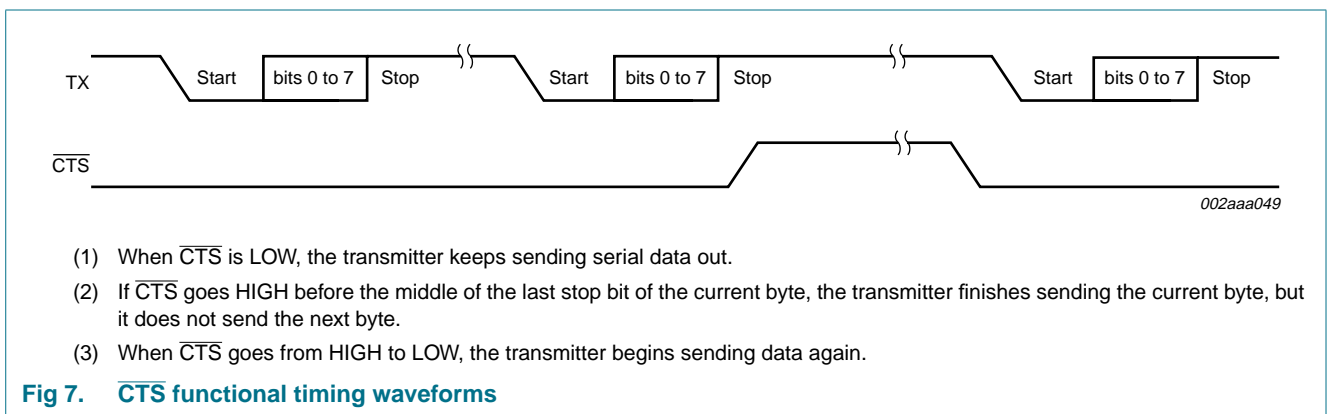 TX Start bits 0 to 7 Stop Start bits 0 to 7 Stop Start bits 0 to 7 Stop
CTS
002aaa049
(1) When CTS is LOW, the transmitter keeps sending serial data out.
(2) If CTS goes HIGH before the middle of the last stop bit of the current byte, the transmitter finishes sending the current byte, but
it does not send the next byte.
(3) When CTS goes from HIGH to LOW, the transmitter begins sending data again.
Fig 7. CTS functional timing waveforms